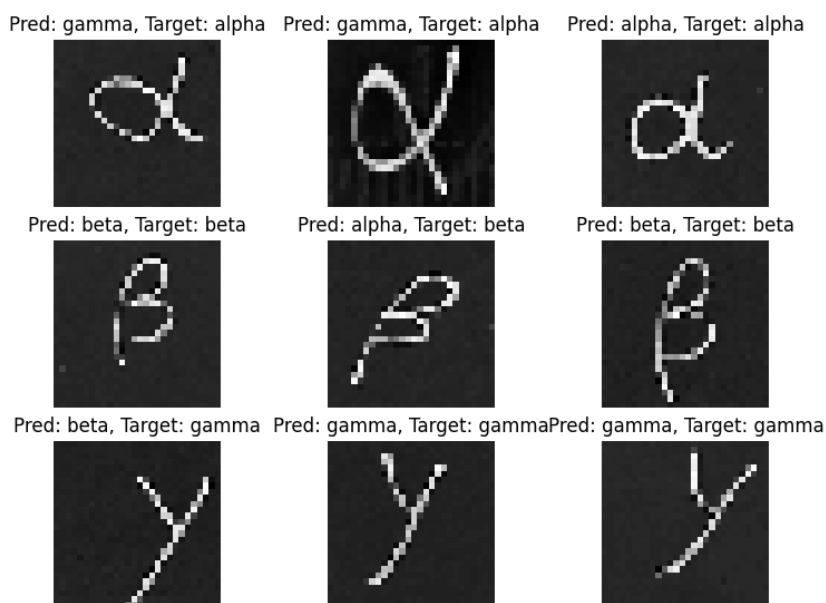 Pred: gamma, Target: alpha Pred: gamma, Target: alpha Pred: alpha, Target: alpha
α α α
Pred: beta, Target: beta Pred: alpha, Target: beta Pred: beta, Target: beta
β β β
Pred: beta, Target: gamma Pred: gamma, Target: gamma Pred: gamma, Target: gamma
γ γ γ